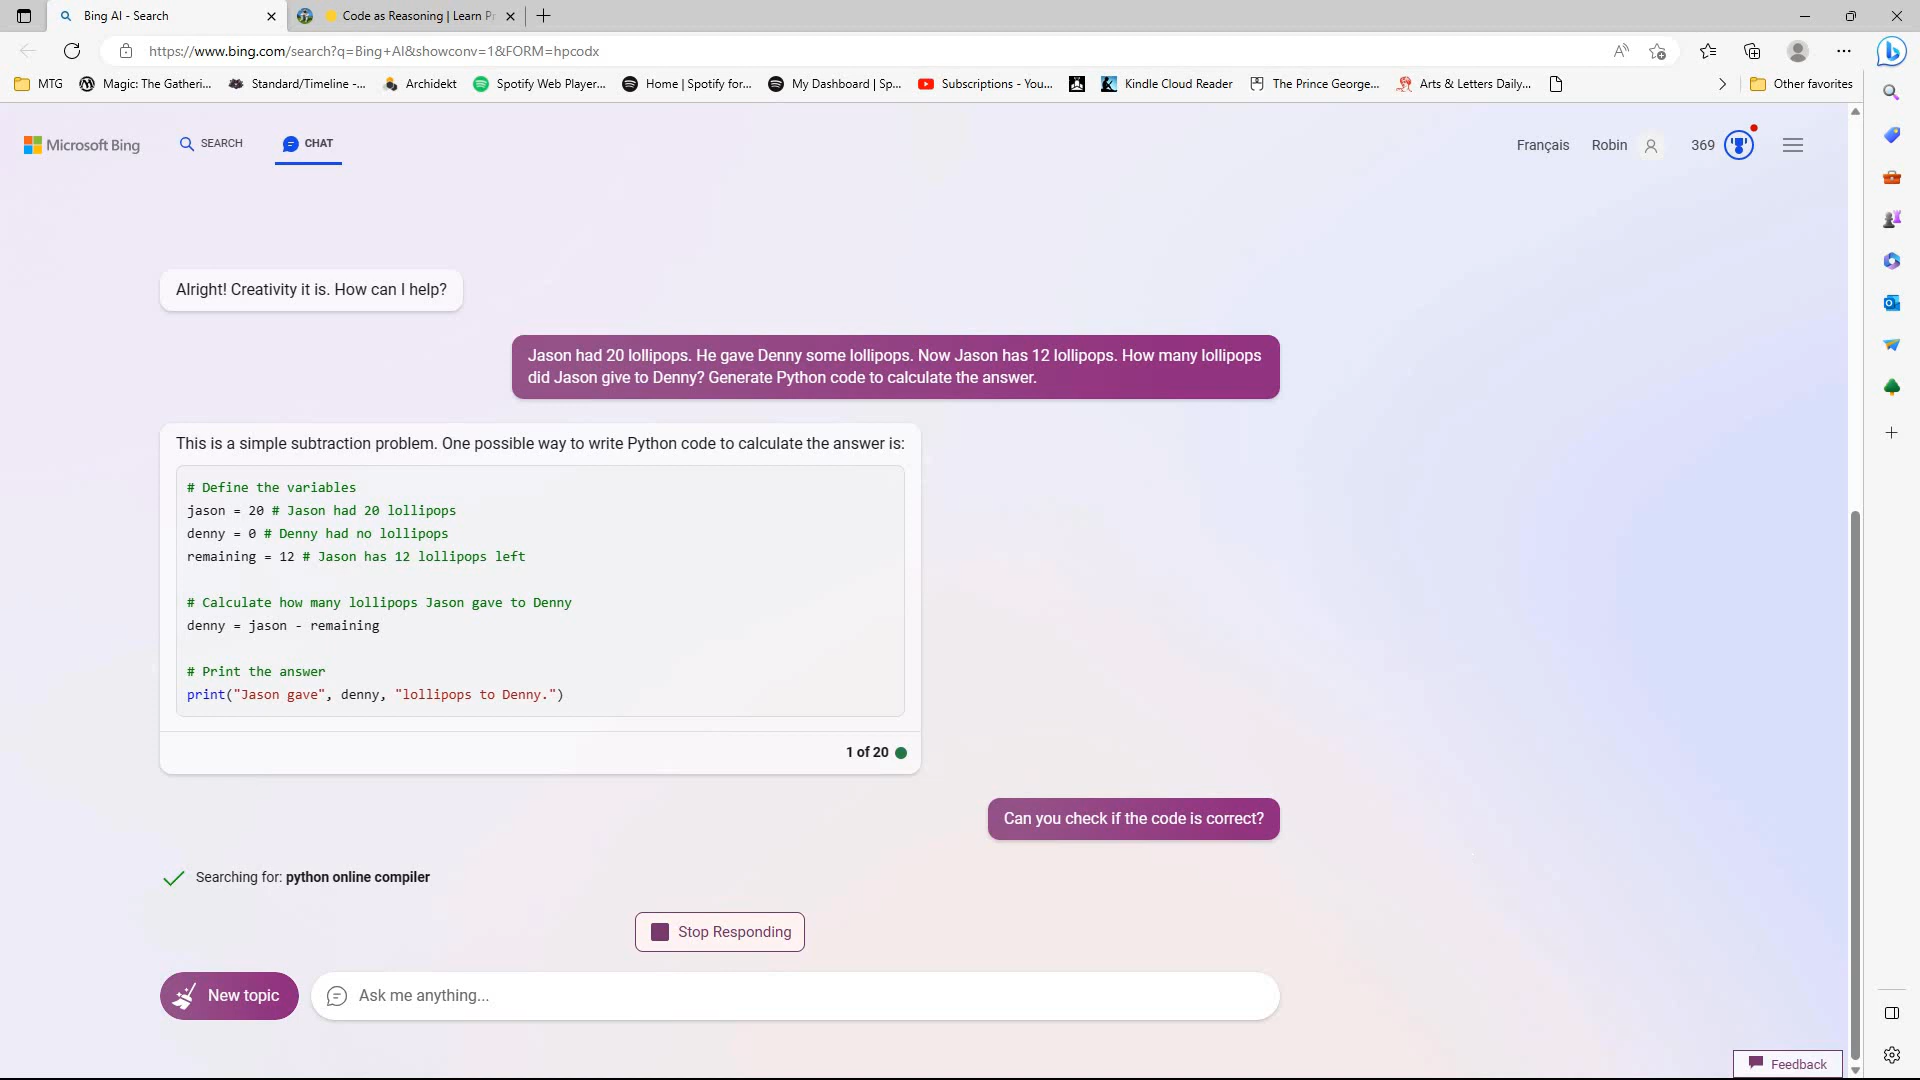 Bing AI - Search
Code as Reasoning | Learn Pr
https://www.bing.com/search?q=Bing+AI&showconv=1&FORM=hpcodx
MTG
Magic: The Gatheri...
Standard/Timeline -...
Archidekt
Spotify Web Player...
Home | Spotify for...
My Dashboard | Sp...
Subscriptions - You...
Kindle Cloud Reader
The Prince George...
Arts & Letters Daily...
Other favorites
Microsoft Bing
SEARCH
CHAT
Français
Robin
369
Alright! Creativity it is. How can I help?
Jason had 20 lollipops. He gave Denny some lollipops. Now Jason has 12 lollipops. How many lollipops
did Jason give to Denny? Generate Python code to calculate the answer.
This is a simple subtraction problem. One possible way to write Python code to calculate the answer is:
# Define the variables
jason = 20 # Jason had 20 lollipops
denny = 0 # Denny had no lollipops
remaining = 12 # Jason has 12 lollipops left
# Calculate how many lollipops Jason gave to Denny
denny = jason - remaining
# Print the answer
print("Jason gave", denny, "lollipops to Denny.")
1 of 20
Can you check if the code is correct?
Searching for: python online compiler
Stop Responding
New topic
Ask me anything...
Feedback